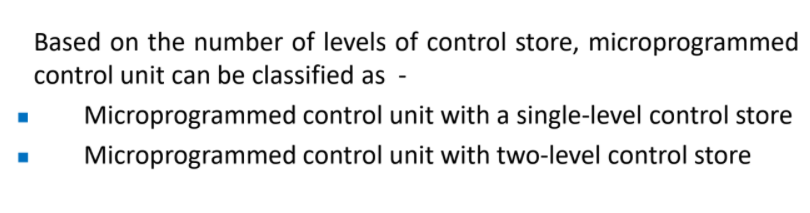 Based on the number of levels of control store, microprogrammed
control unit can be classified as -
▪ Microprogrammed control unit with a single-level control store
▪ Microprogrammed control unit with two-level control store